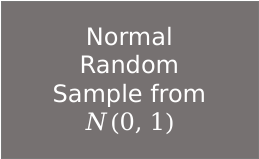 Normal
Random
Sample from
N(0, 1)